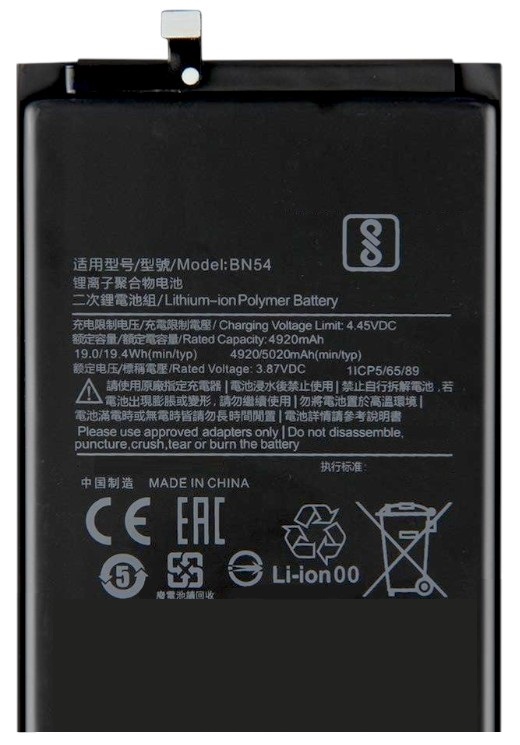 适用型号/型號/Model:BN54
锂离子聚合物电池
二次鋰電池組/Lithium-ion Polymer Battery
充电限制电压/充電限制電壓/ Charging Voltage Limit: 4.45VDC
额定容量/額定電容量/ Rated Capacity: 4920mAh
19.0/19.4Wh(min/typ) 4920/5020mAh(min/typ)
额定电压/標稱電壓/Rated Voltage: 3.87VDC 1ICP5/65/89
請使用原廠指定充電器 | 電池浸水後禁止使用 | 禁止自行拆解電池 , 若
電池出現膨脹或變形 , 請勿繼續使用 | 勿將電池置於高溫環境 |
電池滿電時或無電時皆請勿長時間閒置 | 電池詳情請參考說明書
Please use approved adapters only | Do not disassemble,
puncture,crush,tear or burn the battery
执行标准:
中国制造 MADE IN CHINA
CE EAC
5 Li-ion 00
廢電池請回收